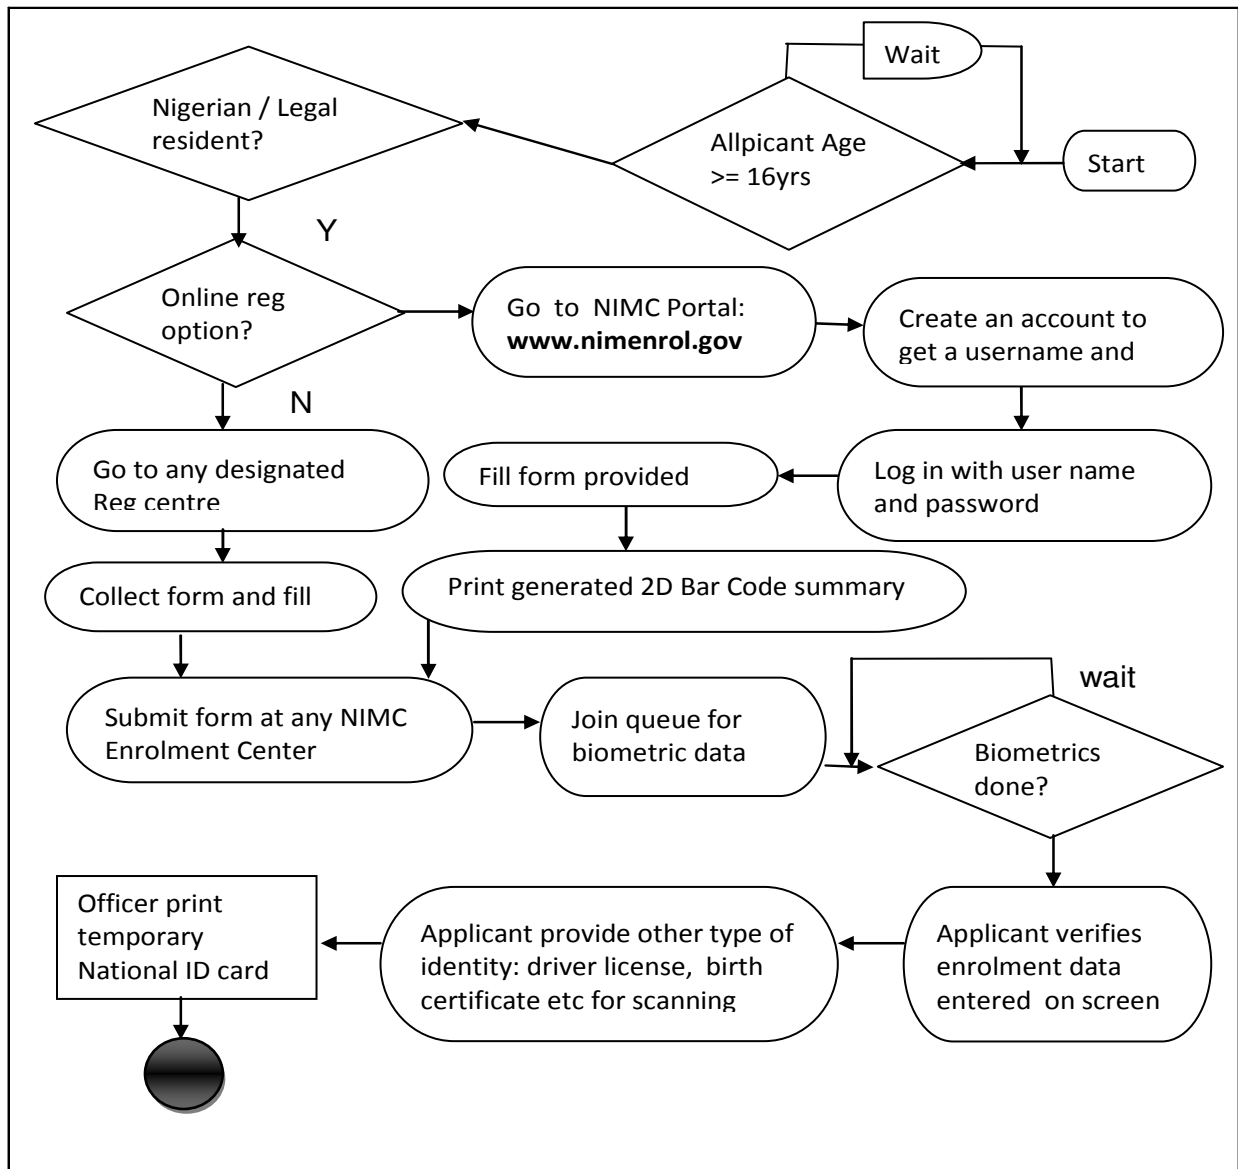 Wait
Start
Allpicant Age
>= 16yrs
Nigerian / Legal
resident?
Y
Online reg
option?
N
Go to NIMC Portal:
www.nimenrol.gov
Create an account to
get a username and
Log in with user name
and password
Fill form provided
Print generated 2D Bar Code summary
Go to any designated
Reg centre
Collect form and fill
Submit form at any NIMC
Enrolment Center
Join queue for
biometric data
wait
Biometrics
done?
Applicant verifies
enrolment data
entered on screen
Applicant provide other type of
identity: driver license, birth
certificate etc for scanning
Officer print
temporary
National ID card